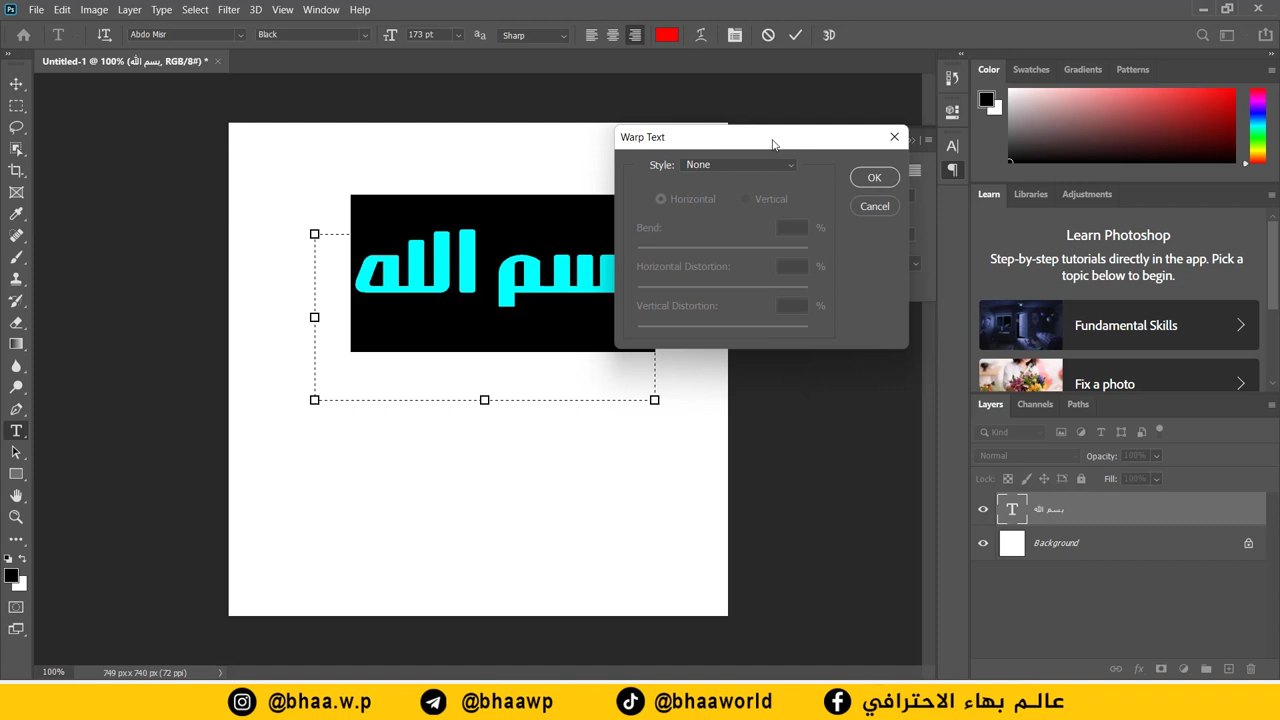 File Edit Image Layer Type Select Filter 3D View Window Help
Abdo Misr Black 173 pt Sharp 3D
Untitled-1 @ 100% (بسم الله, RGB/8#) *
بسم الله
Warp Text
Style: None
Horizontal Vertical
Bend: %
Horizontal Distortion: %
Vertical Distortion: %
OK
Cancel
Color Swatches Gradients Patterns
Learn Libraries Adjustments
Learn Photoshop
Step-by-step tutorials directly in the app. Pick a
topic below to begin.
Fundamental Skills
Fix a photo
Layers Channels Paths
Kind
Normal Opacity: 100%
Lock: Fill: 100%
بسم الله
Background
100% 749 px x 740 px (72 ppi)
@bhaa.w.p @bhaawp @bhaaworld عالم بهاء الاحترافي